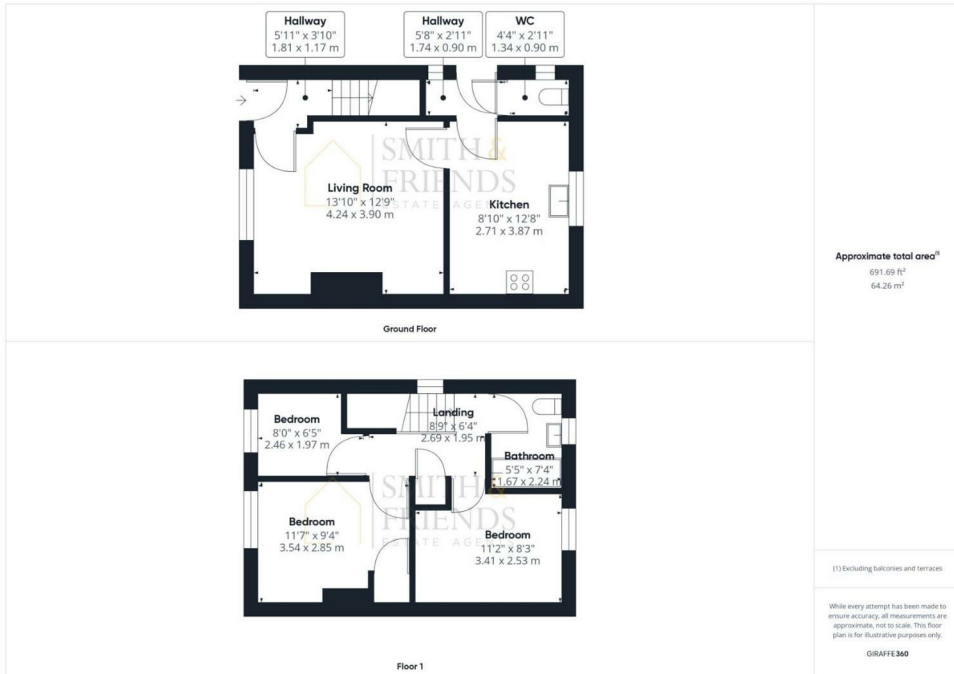 Hallway
5'11" x 3'10"
1.81 x 1.17 m
Hallway
5'8" x 2'11"
1.74 x 0.90 m
WC
4'4" x 2'11"
1.34 x 0.90 m
SMITH &
FRIENDS
ESTATE AGENTS
Living Room
13'10" x 12'9"
4.24 x 3.90 m
Kitchen
8'10" x 12'8"
2.71 x 3.87 m
Ground Floor
Approximate total area⁽¹⁾
691.69 ft²
64.26 m²
Bedroom
8'0" x 6'5"
2.46 x 1.97 m
Landing
8'9" x 6'4"
2.69 x 1.95 m
Bathroom
5'5" x 7'4"
1.67 x 2.24 m
SMITH &
FRIENDS
ESTATE AGENTS
Bedroom
11'7" x 9'4"
3.54 x 2.85 m
Bedroom
11'2" x 8'3"
3.41 x 2.53 m
Floor 1
(1) Excluding balconies and terraces
While every attempt has been made to
ensure accuracy, all measurements are
approximate, not to scale. This floor
plan is for illustrative purposes only.
GIRAFFE360